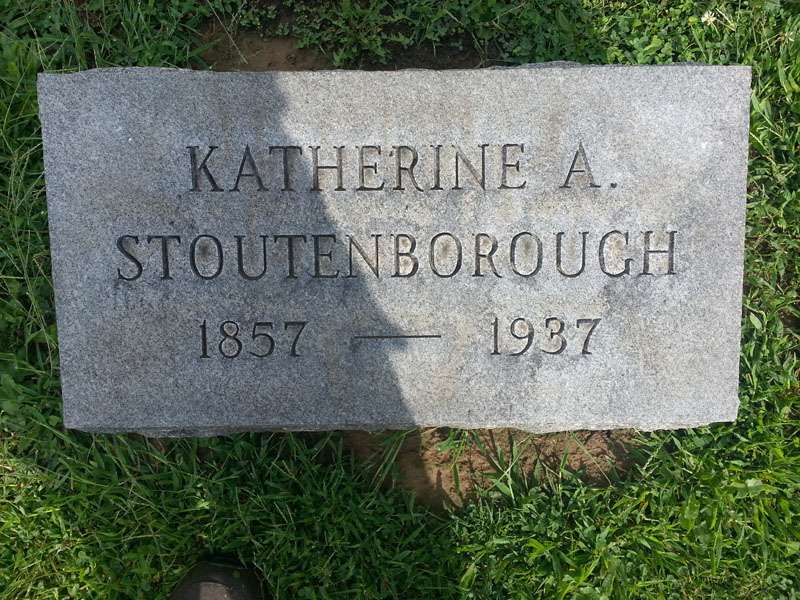 KATHERINE A.
STOUTENBOROUGH
1857 — 1937